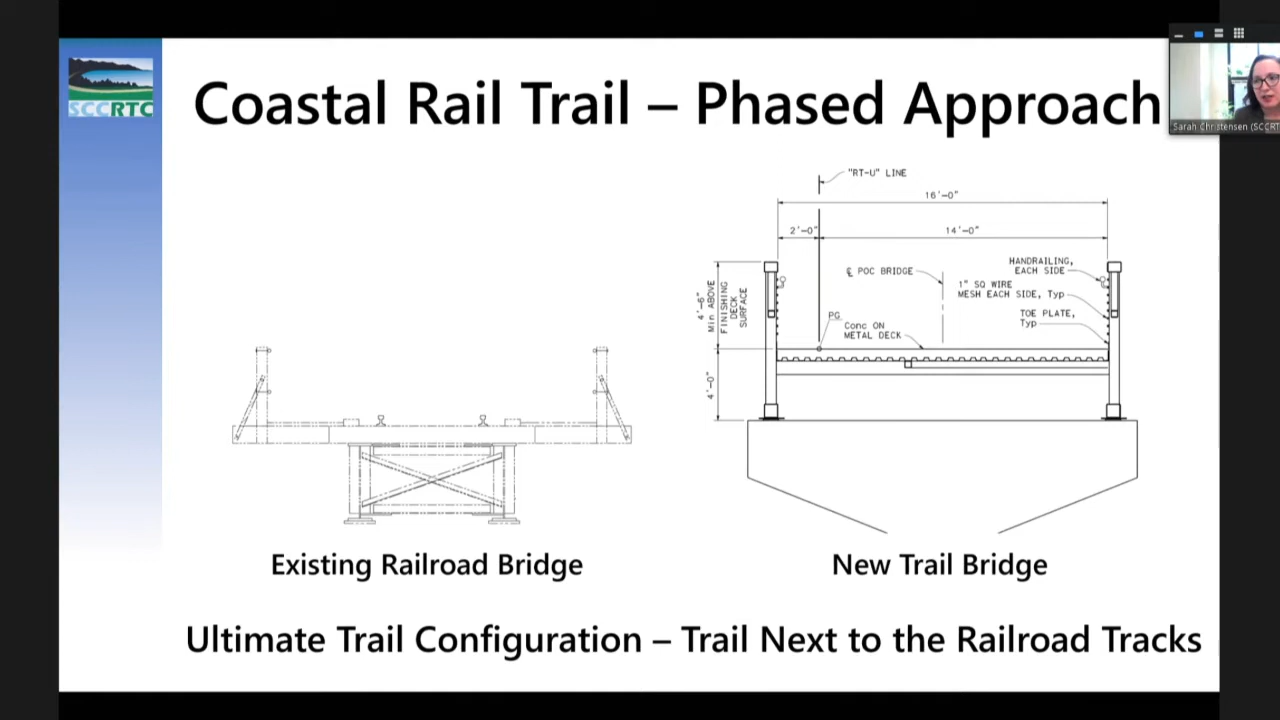 SCCRTC
Coastal Rail Trail – Phased Approach
Sarah Christensen (SCCRT
"RT-U" LINE
16'-0"
2'-0"
14'-0"
HANDRAILING,
EACH SIDE
℄ POC BRIDGE
1" SQ WIRE
MESH EACH SIDE, Typ
4'-6"
Min ABOVE
FINISHING
DECK
SURFACE
TOE PLATE,
Typ
PG
Conc ON
METAL DECK
4'-0"
Existing Railroad Bridge
New Trail Bridge
Ultimate Trail Configuration – Trail Next to the Railroad Tracks